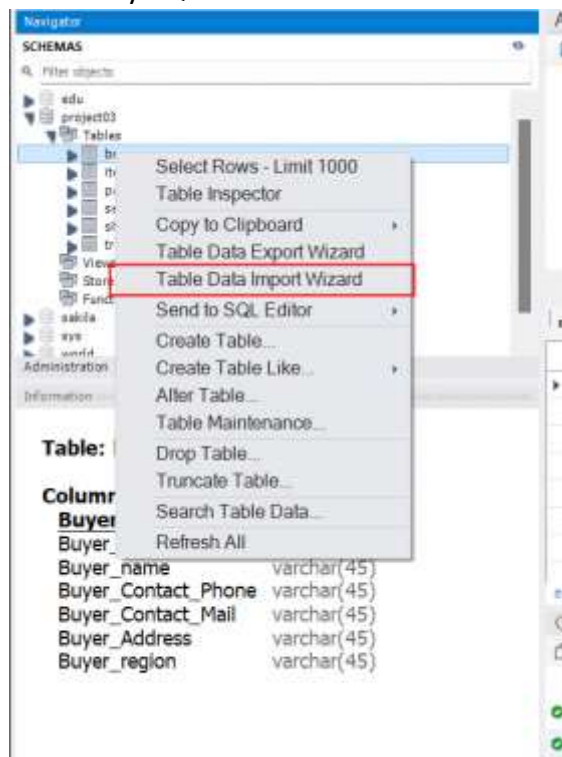 Navigator
SCHEMAS
Filter objects
edu
project03
Tables
Select Rows - Limit 1000
Table Inspector
Copy to Clipboard
Table Data Export Wizard
Table Data Import Wizard
Send to SQL Editor
Create Table...
Create Table Like...
Alter Table...
Table Maintenance...
Drop Table...
Truncate Table...
Search Table Data...
Refresh All
sakila
sys
world
Administration
Information
Table:
Buyer_name varchar(45)
Buyer_Contact_Phone varchar(45)
Buyer_Contact_Mail varchar(45)
Buyer_Address varchar(45)
Buyer_region varchar(45)